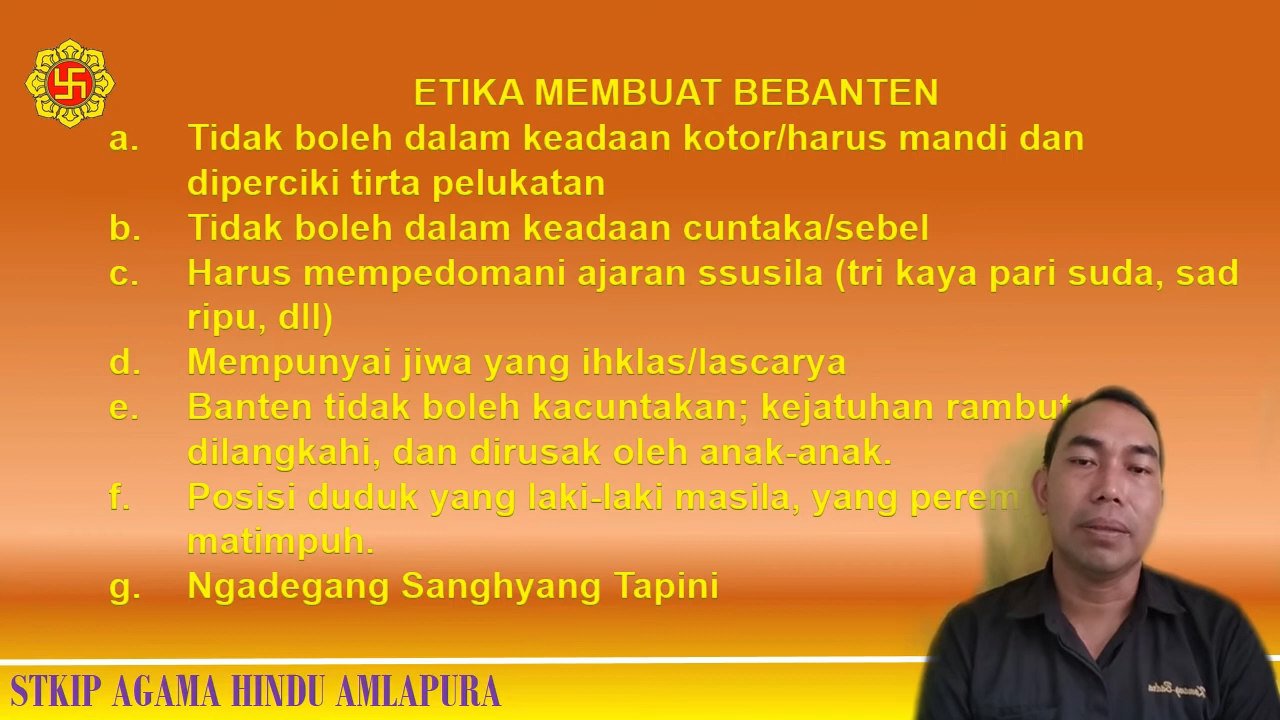 ETIKA MEMBUAT BEBANTEN
a. Tidak boleh dalam keadaan kotor/harus mandi dan
diperciki tirta pelukatan
b. Tidak boleh dalam keadaan cuntaka/sebel
c. Harus mempedomani ajaran ssusila (tri kaya pari suda, sad
ripu, dll)
d. Mempunyai jiwa yang ihklas/lascarya
e. Banten tidak boleh kacuntakan; kejatuhan rambut
dilangkahi, dan dirusak oleh anak-anak.
f. Posisi duduk yang laki-laki masila, yang
matimpuh.
g. Ngadegang Sanghyang Tapini
STKIP AGAMA HINDU AMLAPURA